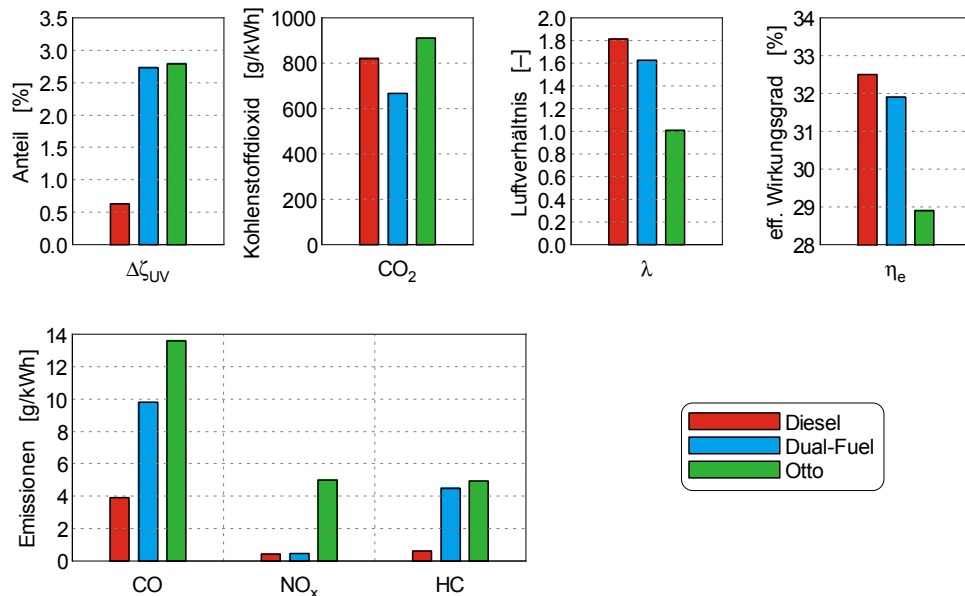 Anteil [%]
3.5
3.0
2.5
2.0
1.5
1.0
0.5
0.0
Δζ_UV
Kohlenstoffdioxid [g/kWh]
1000
800
600
400
200
0
CO₂
Luftverhältnis [–]
2.0
1.8
1.6
1.4
1.2
1.0
0.8
0.6
0.4
0.2
0.0
λ
eff. Wirkungsgrad [%]
34
33
32
31
30
29
28
ηₑ
Emissionen [g/kWh]
14
12
10
8
6
4
2
0
CO
NOₓ
HC
Diesel
Dual-Fuel
Otto